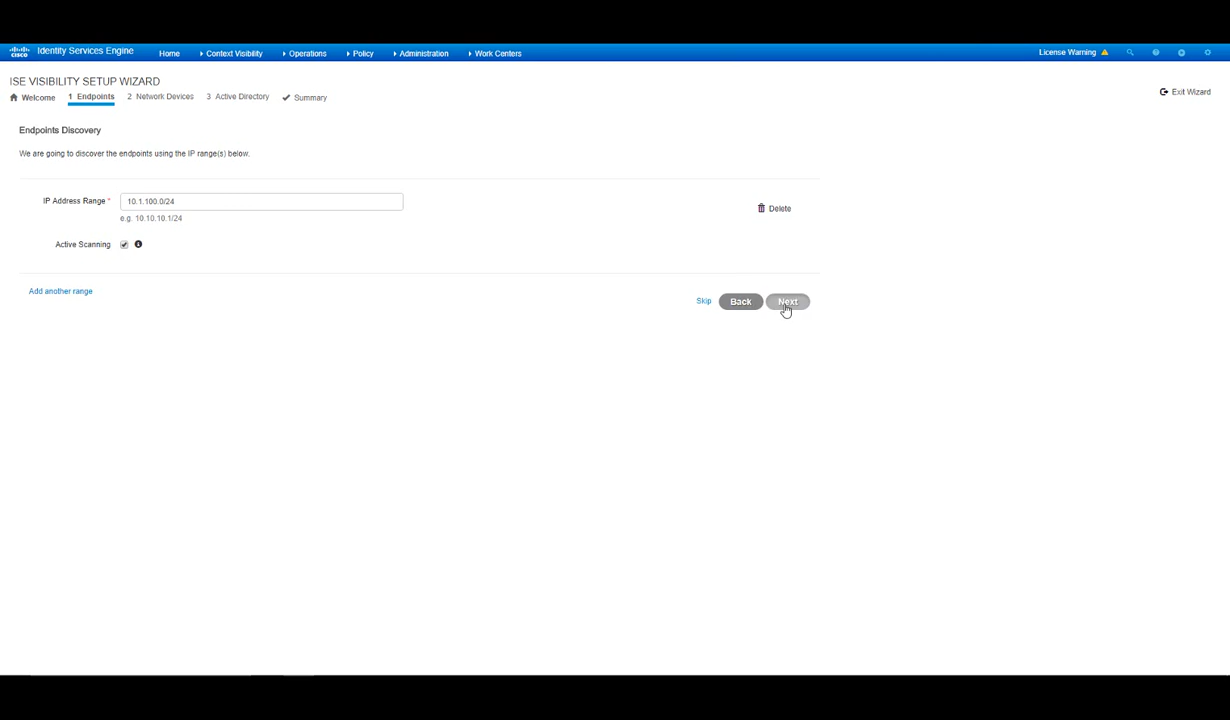 cisco Identity Services Engine Home Context Visibility Operations Policy Administration Work Centers License Warning
ISE VISIBILITY SETUP WIZARD
Exit Wizard
Welcome 1 Endpoints 2 Network Devices 3 Active Directory Summary
Endpoints Discovery
We are going to discover the endpoints using the IP range(s) below.
IP Address Range * 10.1.100.0/24
Delete
e.g. 10.10.10.1/24
Active Scanning
Add another range
Skip Back Next